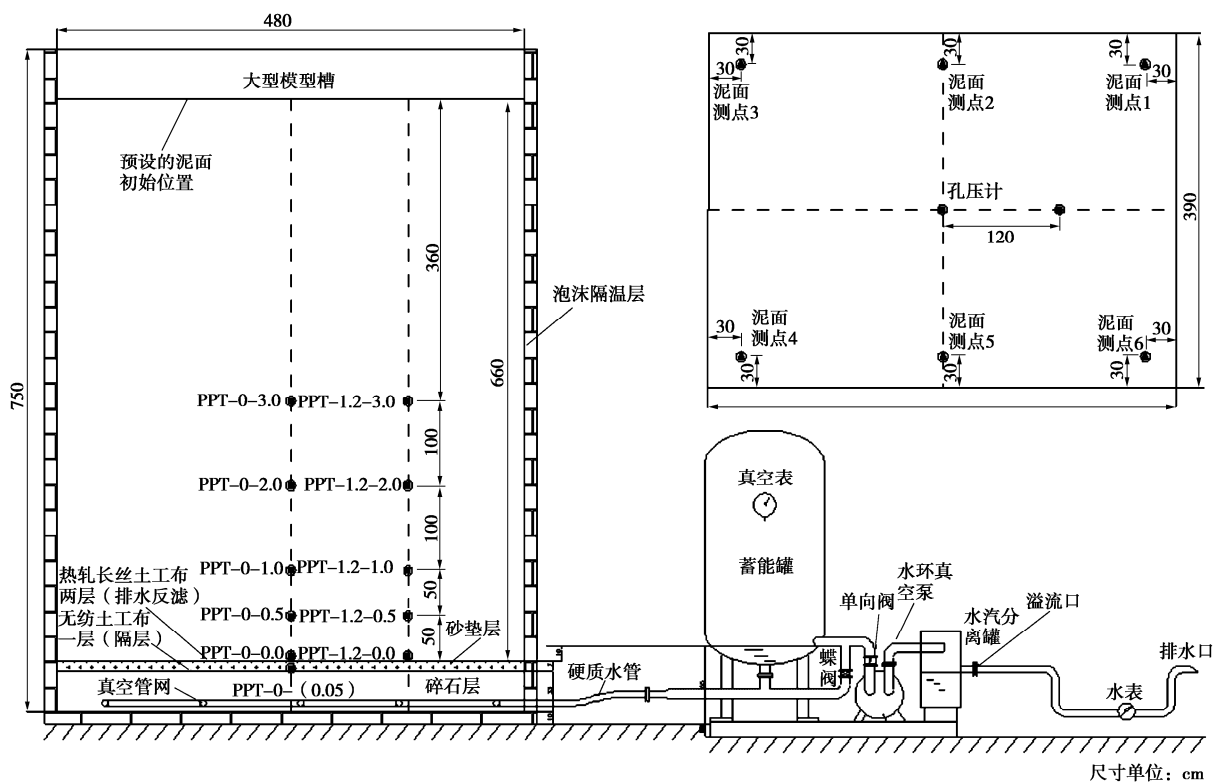 480
大型模型槽
预设的泥面
初始位置
360
泡沫隔温层
750
660
PPT-0-3.0
PPT-1.2-3.0
100
PPT-0-2.0
PPT-1.2-2.0
100
热轧长丝土工布
两层（排水反滤）
无纺土工布
一层（隔层）
PPT-0-1.0
PPT-1.2-1.0
50
PPT-0-0.5
PPT-1.2-0.5
50
砂垫层
PPT-0-0.0
PPT-1.2-0.0
真空管网
PPT-0-（0.05）
碎石层
硬质水管
30
30
30
30
30
泥面
测点3
泥面
测点2
泥面
测点1
孔压计
120
390
30
泥面
测点4
泥面
测点5
泥面
测点6
30
30
30
30
真空表
蓄能罐
蝶
阀
单向阀
水环真
空泵
水汽分
离罐
溢流口
排水口
水表
尺寸单位：cm